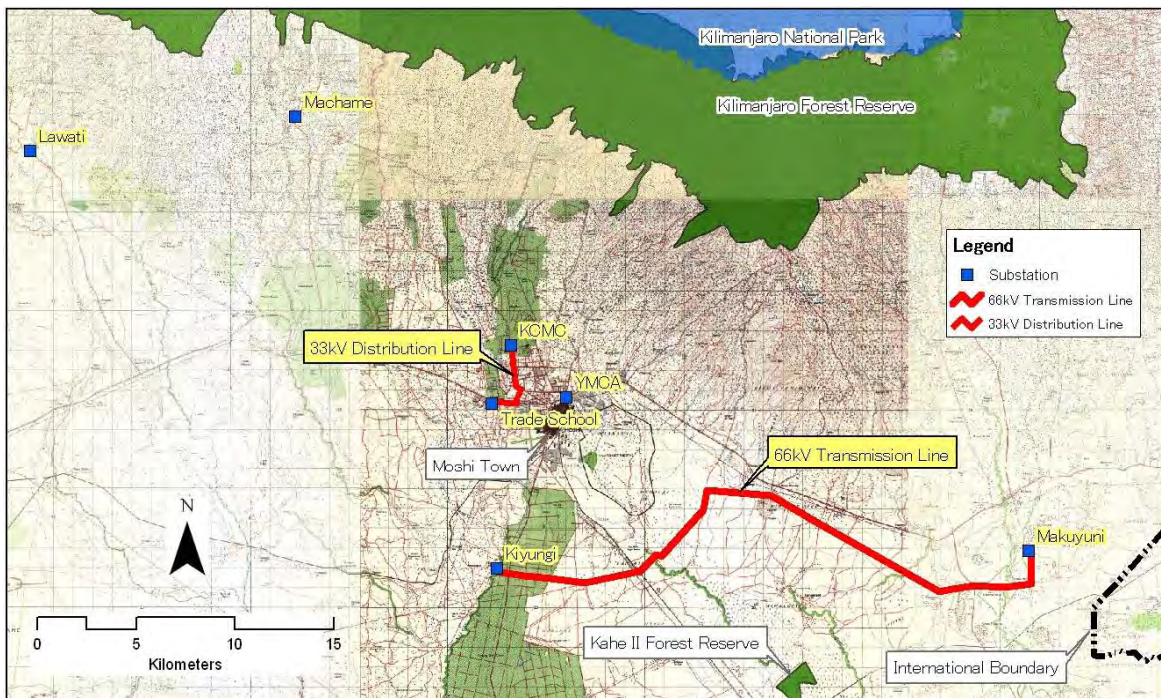 Kilimanjaro National Park
Kilimanjaro Forest Reserve
Machame
Lawati
Legend
Substation
66kV Transmission Line
33kV Distribution Line
KCMC
33kV Distribution Line
YMCA
Trade School
Moshi Town
66kV Transmission Line
N
Makuyuni
Kiyungi
0 5 10 15
Kilometers
Kahe II Forest Reserve
International Boundary